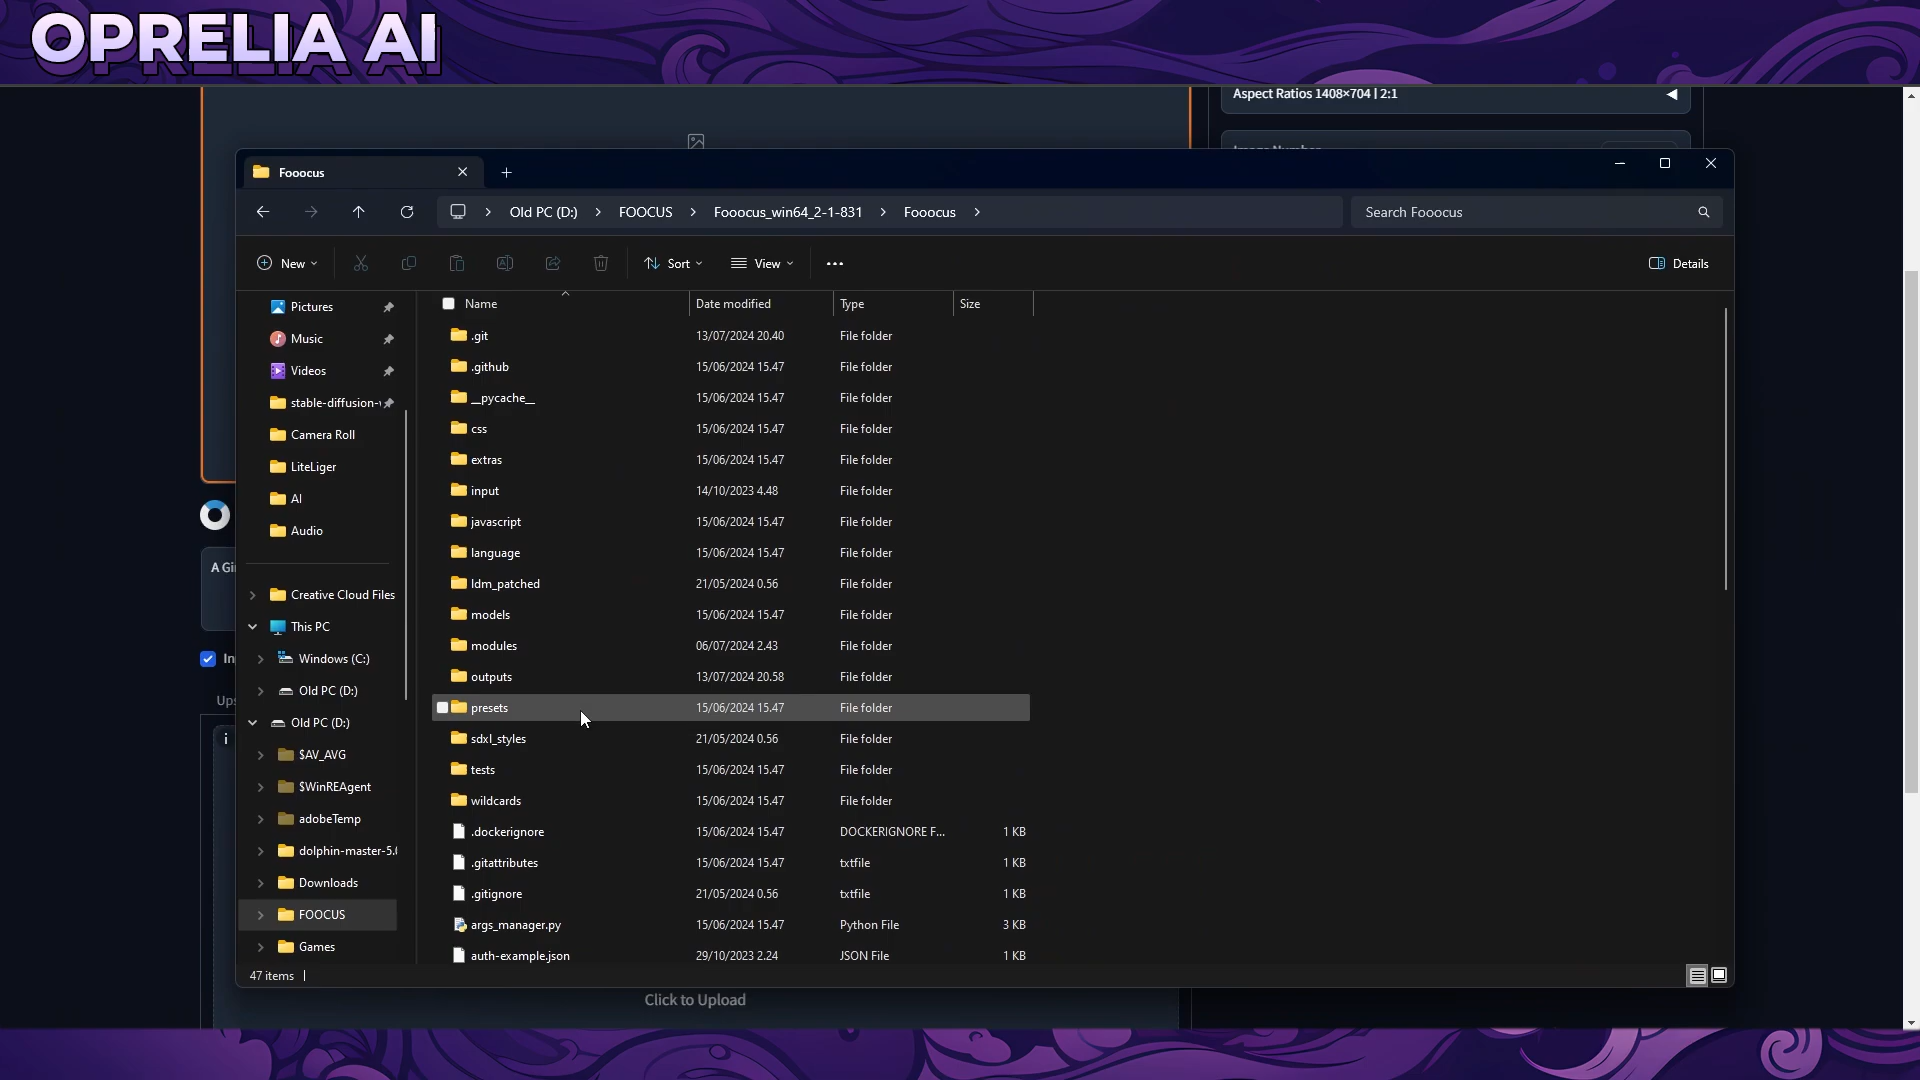 OPRELIA AI
Aspect Ratios 1408×704 | 2:1
Fooocus
Old PC (D:)
FOOCUS
Fooocus_win64_2-1-831
Fooocus
Search Fooocus
New
Sort
View
Details
Name
Date modified
Type
Size
Pictures
Music
Videos
stable-diffusion-
Camera Roll
LiteLiger
AI
Audio
Creative Cloud Files
This PC
Windows (C:)
Old PC (D:)
Old PC (D:)
$AV_AVG
$WinREAgent
adobeTemp
dolphin-master-5.
Downloads
FOOCUS
Games
.git 13/07/2024 20.40 File folder
.github 15/06/2024 15.47 File folder
__pycache__ 15/06/2024 15.47 File folder
css 15/06/2024 15.47 File folder
extras 15/06/2024 15.47 File folder
input 14/10/2023 4.48 File folder
javascript 15/06/2024 15.47 File folder
language 15/06/2024 15.47 File folder
ldm_patched 21/05/2024 0.56 File folder
models 15/06/2024 15.47 File folder
modules 06/07/2024 2.43 File folder
outputs 13/07/2024 20.58 File folder
presets 15/06/2024 15.47 File folder
sdxl_styles 21/05/2024 0.56 File folder
tests 15/06/2024 15.47 File folder
wildcards 15/06/2024 15.47 File folder
.dockerignore 15/06/2024 15.47 DOCKERIGNORE F... 1 KB
.gitattributes 15/06/2024 15.47 txtfile 1 KB
.gitignore 21/05/2024 0.56 txtfile 1 KB
args_manager.py 15/06/2024 15.47 Python File 3 KB
auth-example.json 29/10/2023 2.24 JSON File 1 KB
47 items
Click to Upload